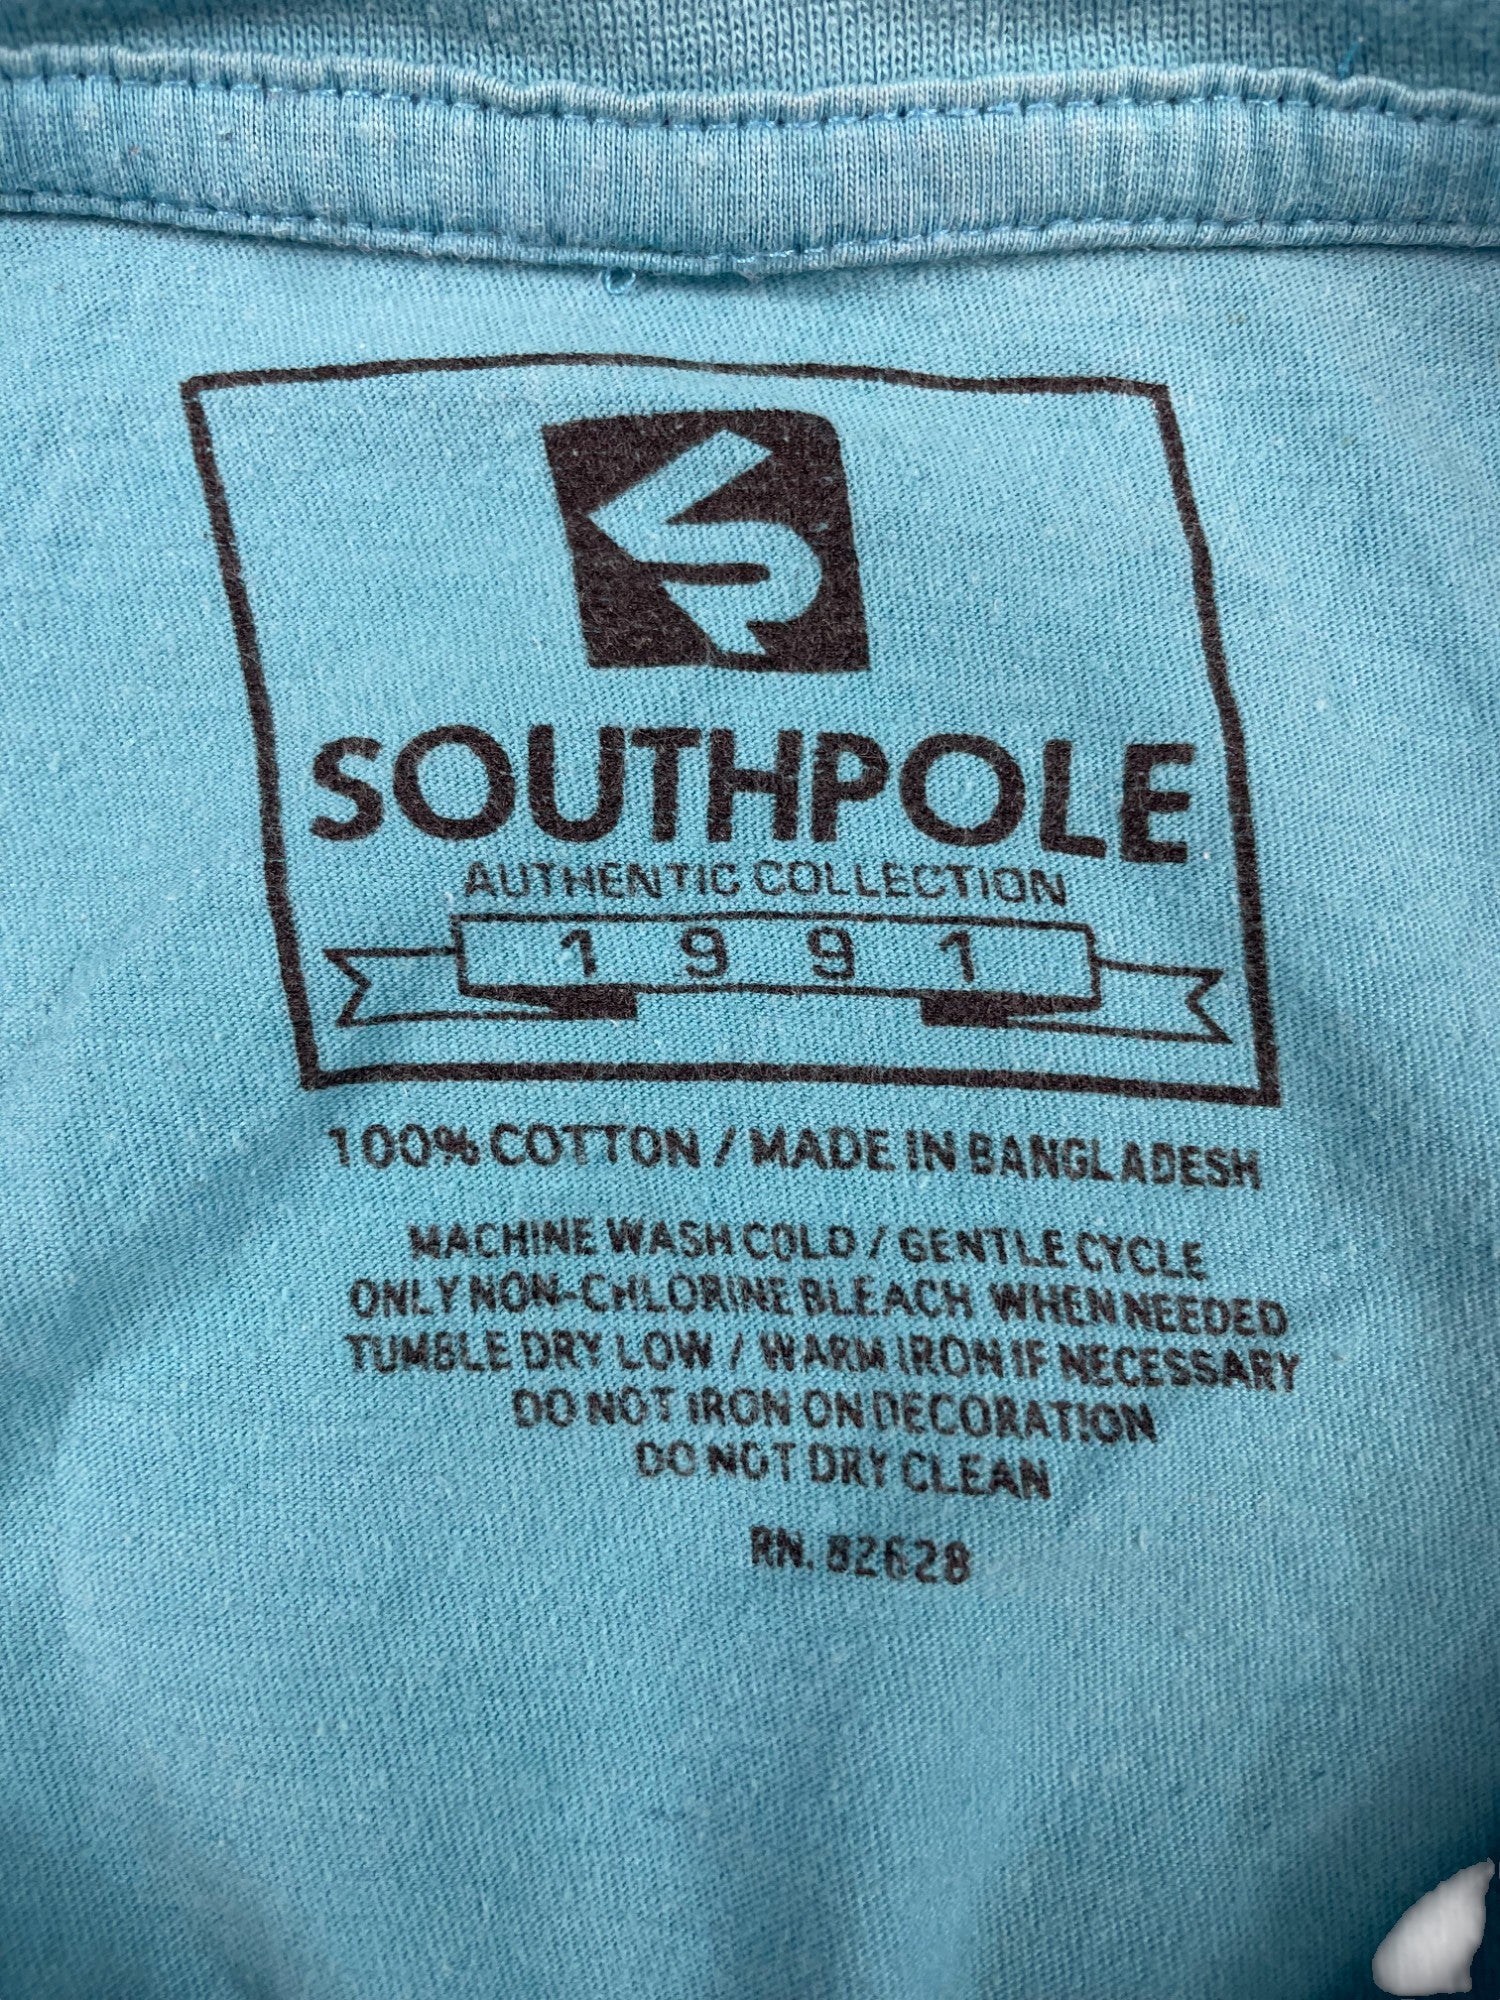 SOUTHPOLE
AUTHENTIC COLLECTION
1991
100% COTTON / MADE IN BANGLADESH
MACHINE WASH COLD / GENTLE CYCLE
ONLY NON-CHLORINE BLEACH WHEN NEEDED
TUMBLE DRY LOW / WARM IRON IF NECESSARY
DO NOT IRON ON DECORATION
DO NOT DRY CLEAN
RN. 82628